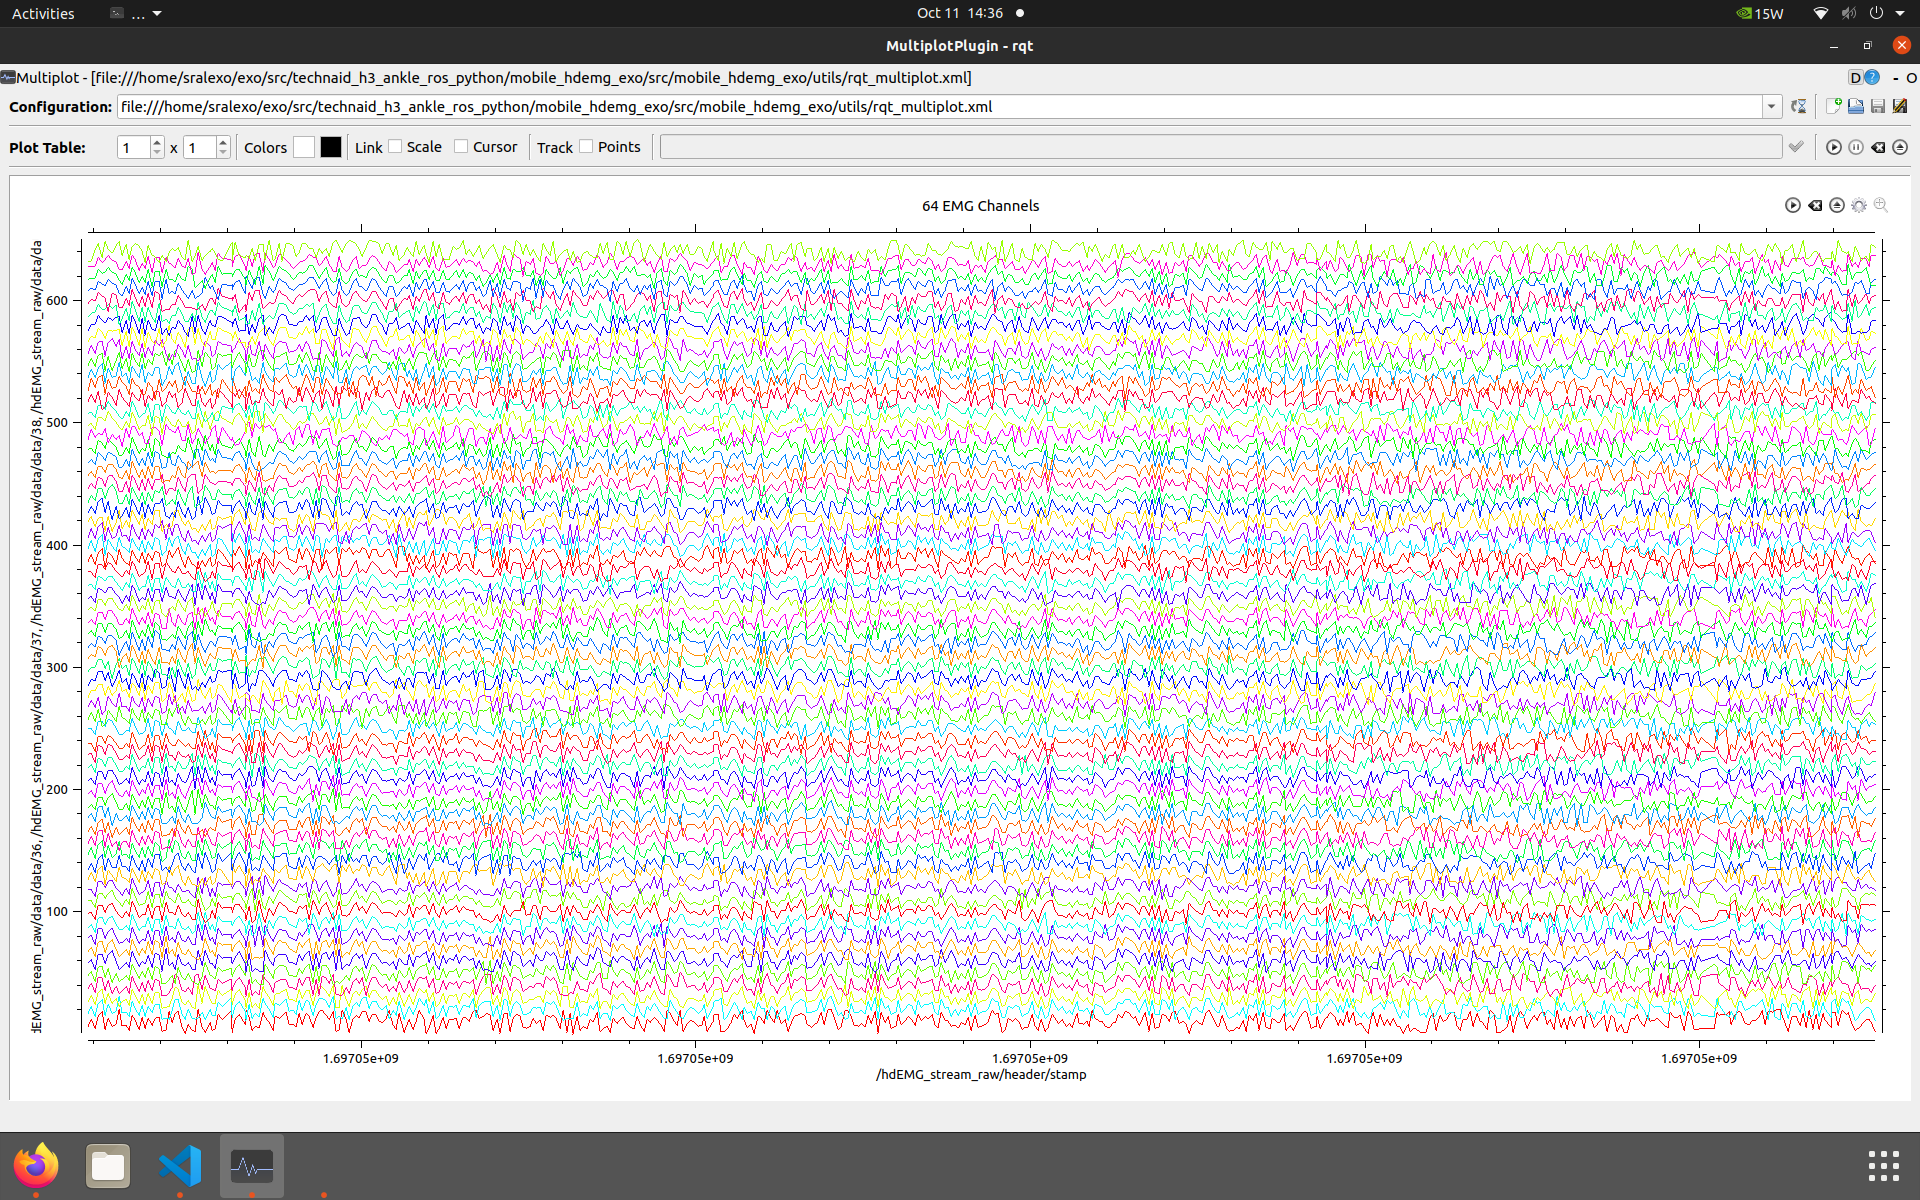 Activities ... Oct 11 14:36 15W
MultiplotPlugin - rqt
Multiplot - [file:///home/sralexo/exo/src/technaid_h3_ankle_ros_python/mobile_hdemg_exo/src/mobile_hdemg_exo/utils/rqt_multiplot.xml] D ? - O
Configuration: file:///home/sralexo/exo/src/technaid_h3_ankle_ros_python/mobile_hdemg_exo/src/mobile_hdemg_exo/utils/rqt_multiplot.xml
Plot Table: 1 x 1 Colors Link Scale Cursor Track Points
64 EMG Channels
dEMG_stream_raw/data/data/36, /hdEMG_stream_raw/data/data/37, /hdEMG_stream_raw/data/data/38, /hdEMG_stream_raw/data/da
600
500
400
300
200
100
1.69705e+09 1.69705e+09 1.69705e+09 1.69705e+09 1.69705e+09
/hdEMG_stream_raw/header/stamp